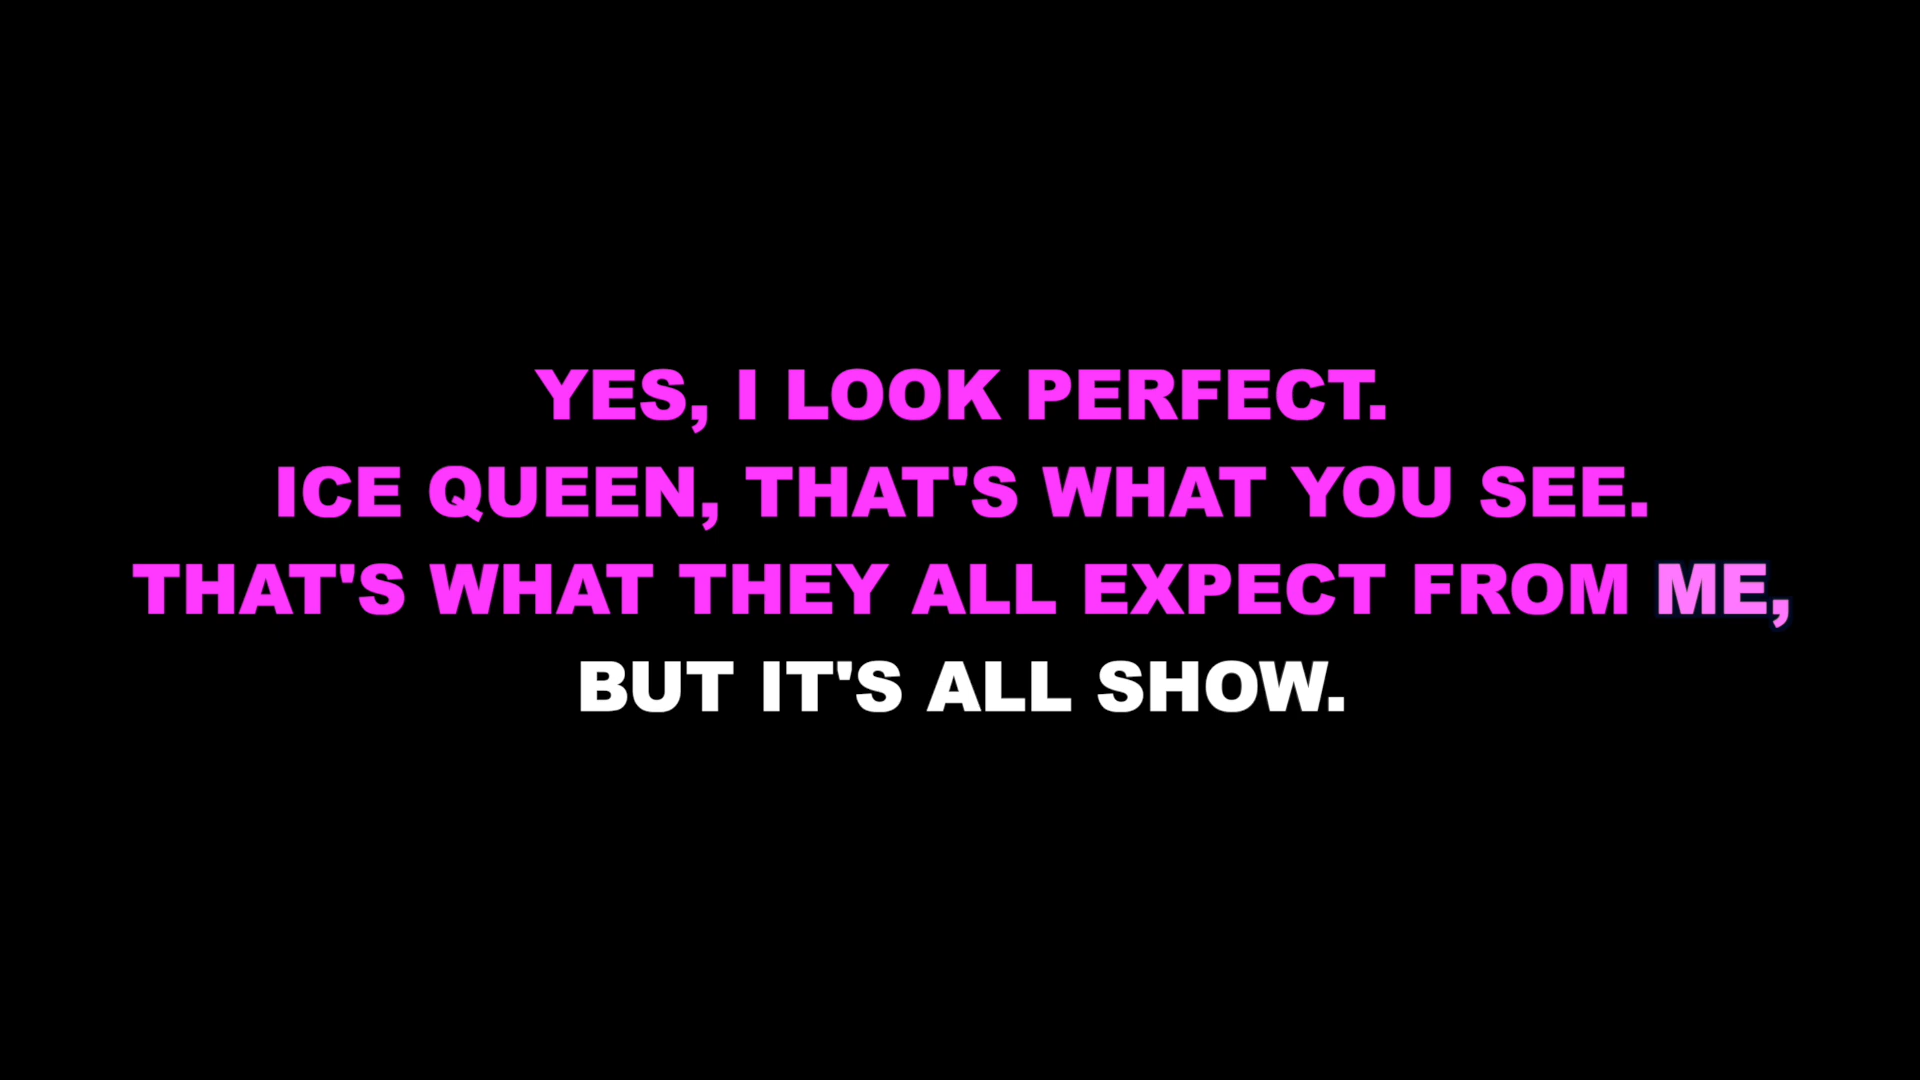 YES, I LOOK PERFECT.
ICE QUEEN, THAT'S WHAT YOU SEE.
THAT'S WHAT THEY ALL EXPECT FROM ME,
BUT IT'S ALL SHOW.